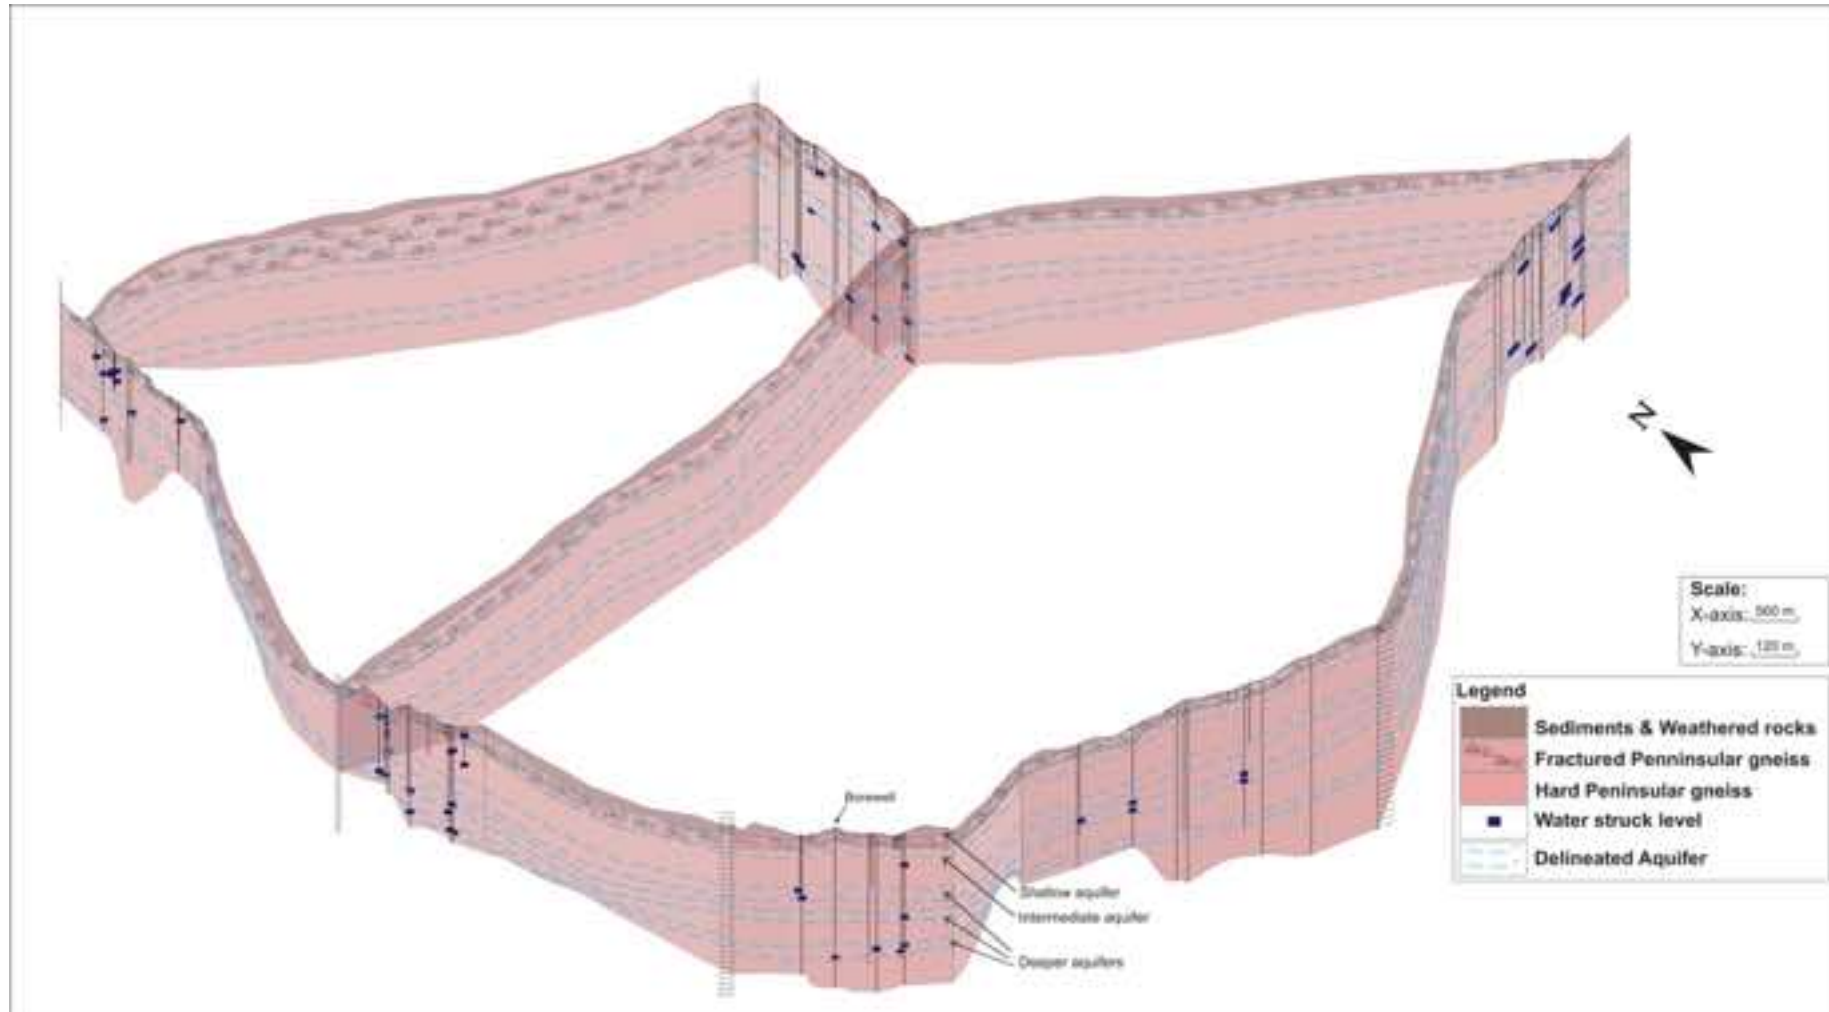 N
Scale:
X-axis: 500 m
Y-axis: 120 m
Legend
Sediments & Weathered rocks
Fractured Penninsular gneiss
Hard Peninsular gneiss
Water struck level
Delineated Aquifer
Borewell
Shallow aquifer
Intermediate aquifer
Deeper aquifers